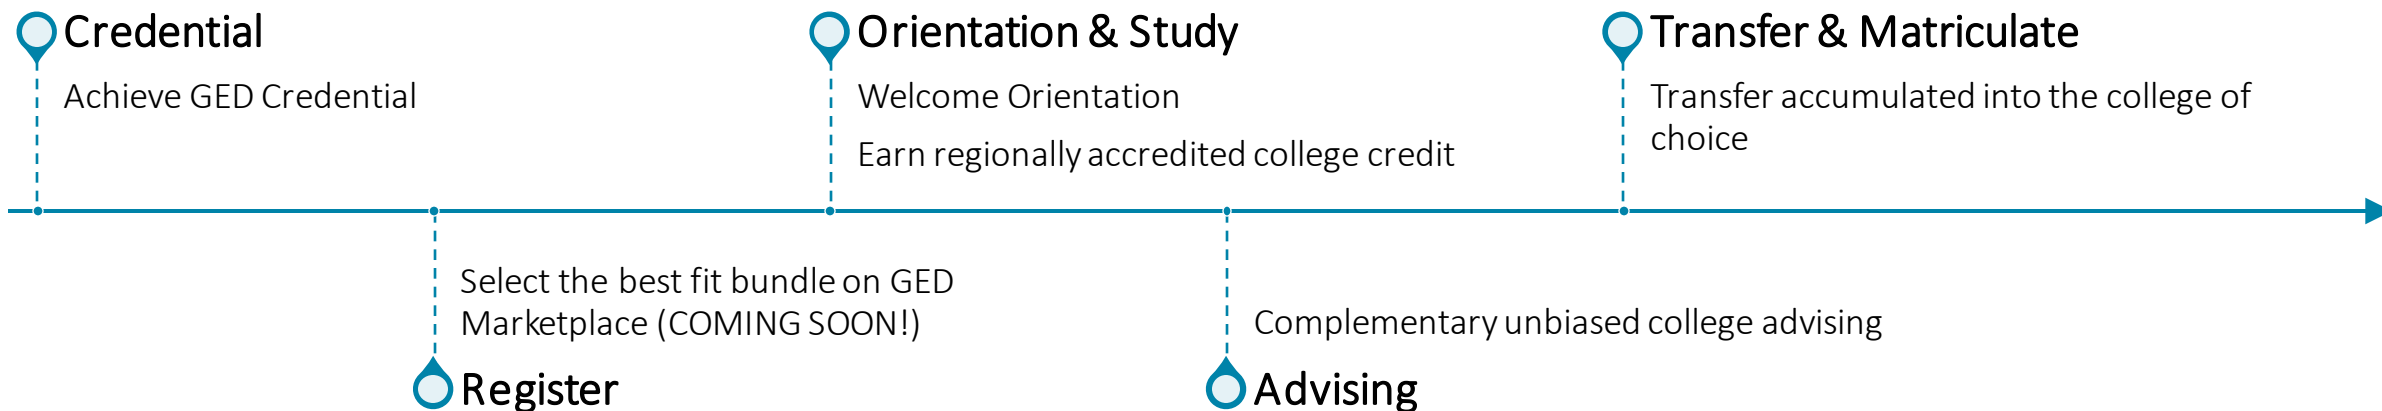 Credential
Achieve GED Credential
Select the best fit bundle on GED
Marketplace (COMING SOON!)
Register
Orientation & Study
Welcome Orientation
Earn regionally accredited college credit
Complementary unbiased college advising
Advising
Transfer & Matriculate
Transfer accumulated into the college of
choice